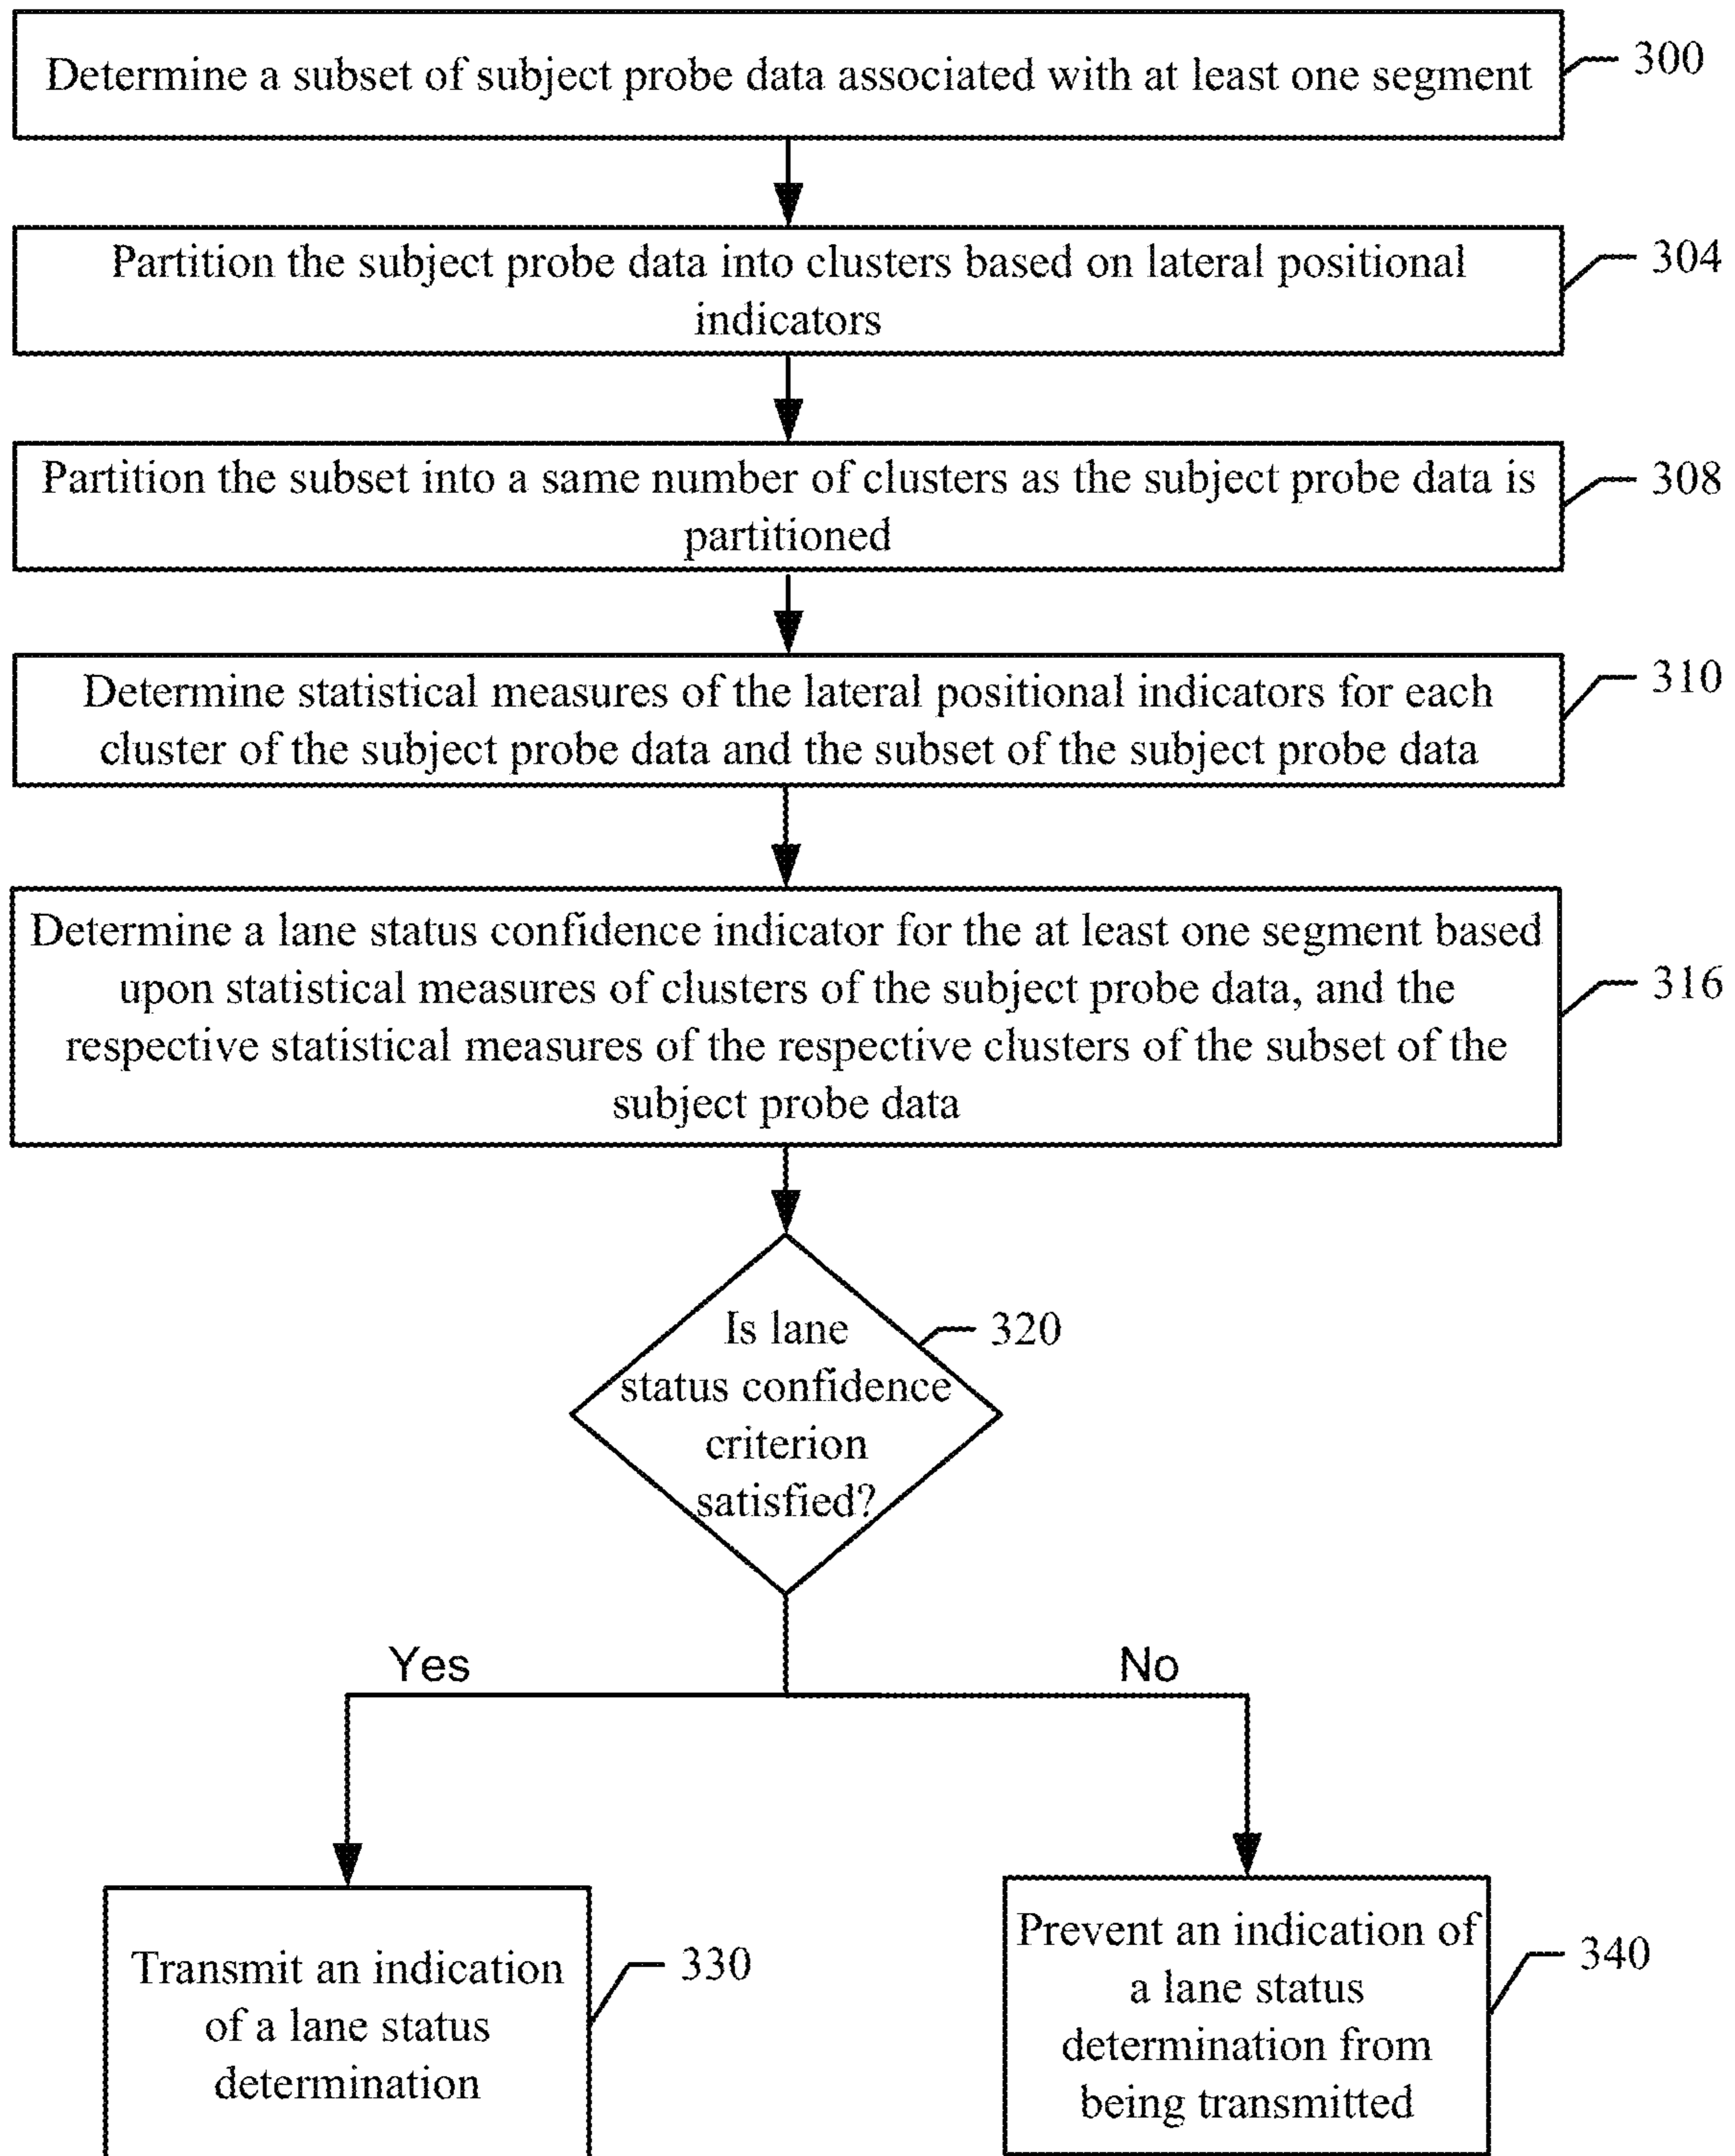 Determine a subset of subject probe data associated with at least one segment
300
Partition the subject probe data into clusters based on lateral positional
indicators
304
Partition the subset into a same number of clusters as the subject probe data is
partitioned
308
Determine statistical measures of the lateral positional indicators for each
cluster of the subject probe data and the subset of the subject probe data
310
Determine a lane status confidence indicator for the at least one segment based
upon statistical measures of clusters of the subject probe data, and the
respective statistical measures of the respective clusters of the subset of the
subject probe data
316
Is lane
status confidence
criterion
satisfied?
320
Yes
No
Transmit an indication
of a lane status
determination
330
Prevent an indication of
a lane status
determination from
being transmitted
340